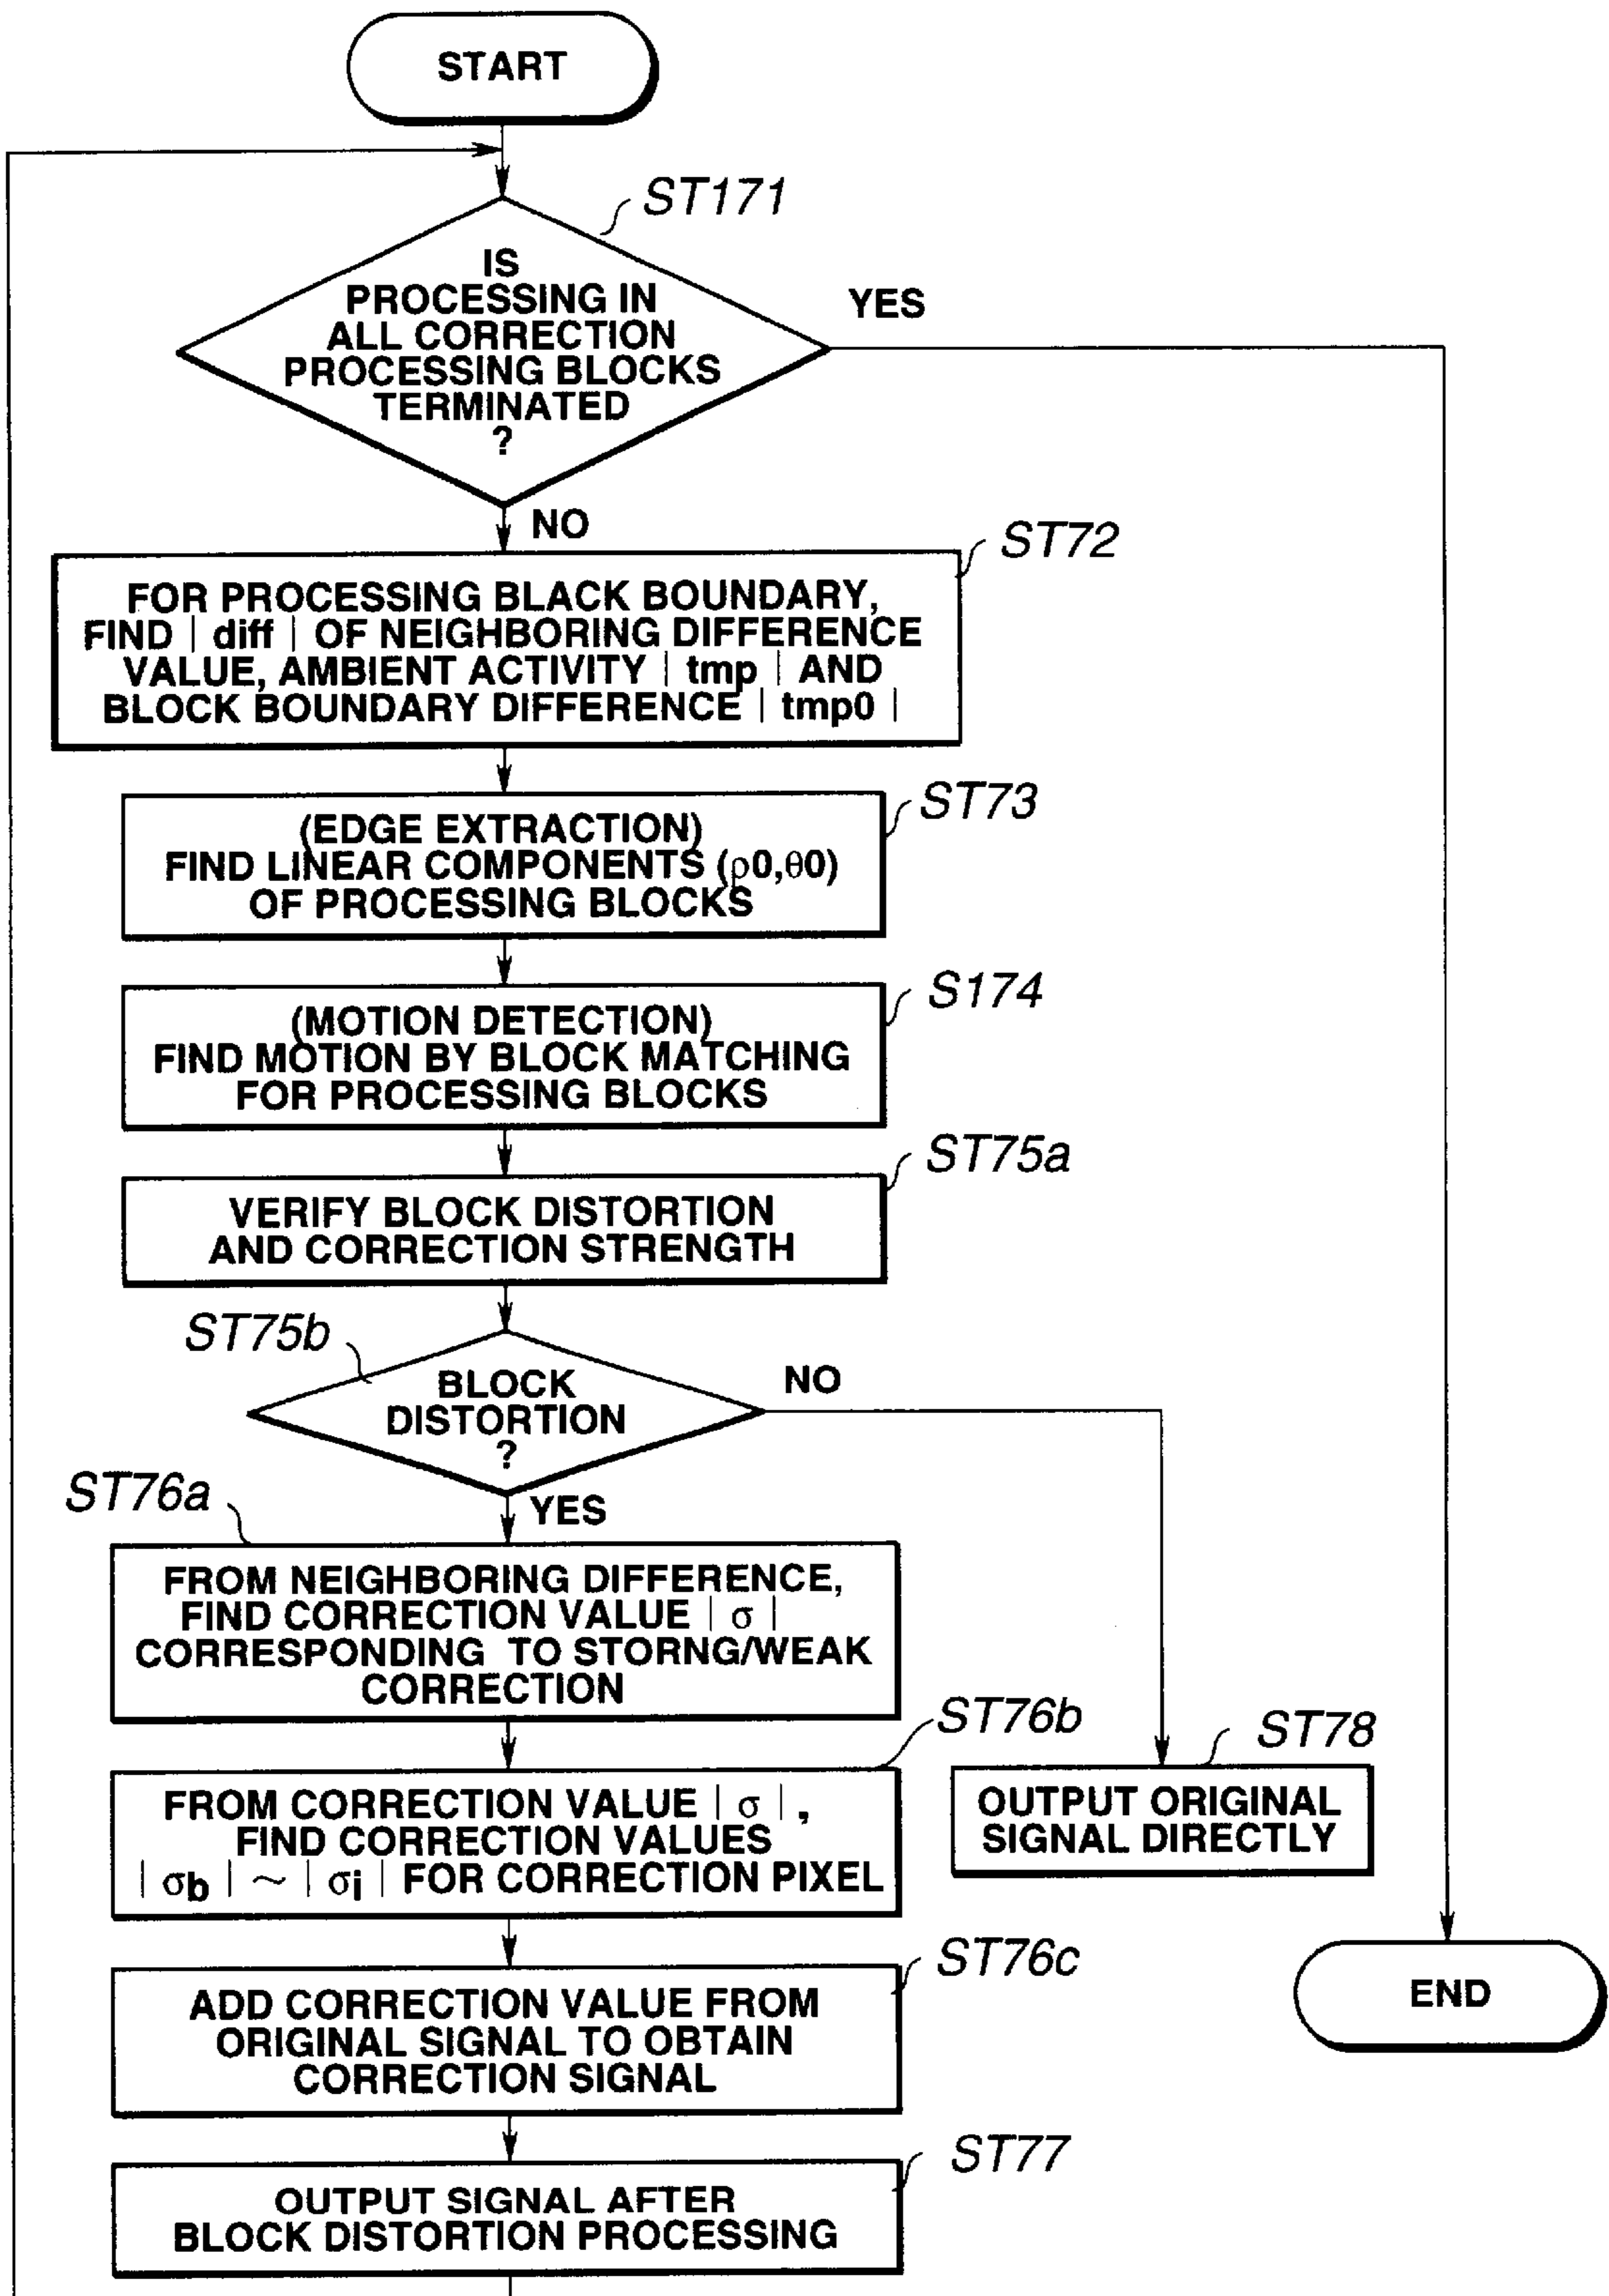 START
ST171
IS
PROCESSING IN
ALL CORRECTION
PROCESSING BLOCKS
TERMINATED
?
YES
NO
ST72
FOR PROCESSING BLACK BOUNDARY,
FIND | diff | OF NEIGHBORING DIFFERENCE
VALUE, AMBIENT ACTIVITY | tmp | AND
BLOCK BOUNDARY DIFFERENCE | tmp0 |
ST73
(EDGE EXTRACTION)
FIND LINEAR COMPONENTS (ρ0,θ0)
OF PROCESSING BLOCKS
S174
(MOTION DETECTION)
FIND MOTION BY BLOCK MATCHING
FOR PROCESSING BLOCKS
ST75a
VERIFY BLOCK DISTORTION
AND CORRECTION STRENGTH
ST75b
BLOCK
DISTORTION
?
NO
YES
ST76a
FROM NEIGHBORING DIFFERENCE,
FIND CORRECTION VALUE | σ |
CORRESPONDING TO STORNG/WEAK
CORRECTION
ST76b
FROM CORRECTION VALUE | σ |,
FIND CORRECTION VALUES
| σb | ~ | σi | FOR CORRECTION PIXEL
ST78
OUTPUT ORIGINAL
SIGNAL DIRECTLY
ST76c
ADD CORRECTION VALUE FROM
ORIGINAL SIGNAL TO OBTAIN
CORRECTION SIGNAL
END
ST77
OUTPUT SIGNAL AFTER
BLOCK DISTORTION PROCESSING